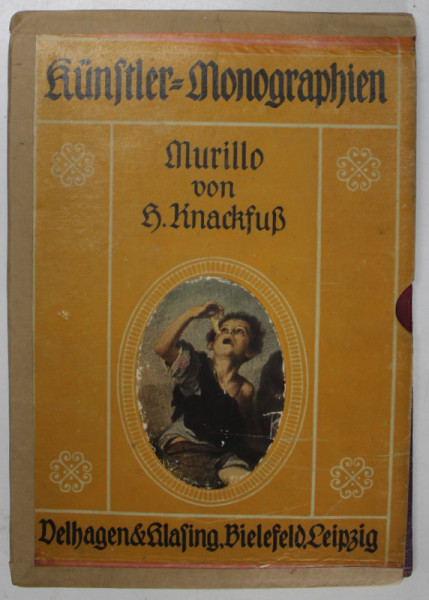 Künſtler=Monographien
Murillo
von
H. Knackfuß
Velhagen & Klaſing, Bielefeld, Leipzig